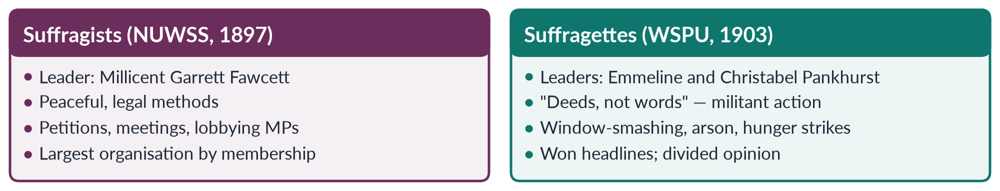 Suffragists (NUWSS, 1897)
• Leader: Millicent Garrett Fawcett
• Peaceful, legal methods
• Petitions, meetings, lobbying MPs
• Largest organisation by membership
Suffragettes (WSPU, 1903)
• Leaders: Emmeline and Christabel Pankhurst
• "Deeds, not words" — militant action
• Window-smashing, arson, hunger strikes
• Won headlines; divided opinion